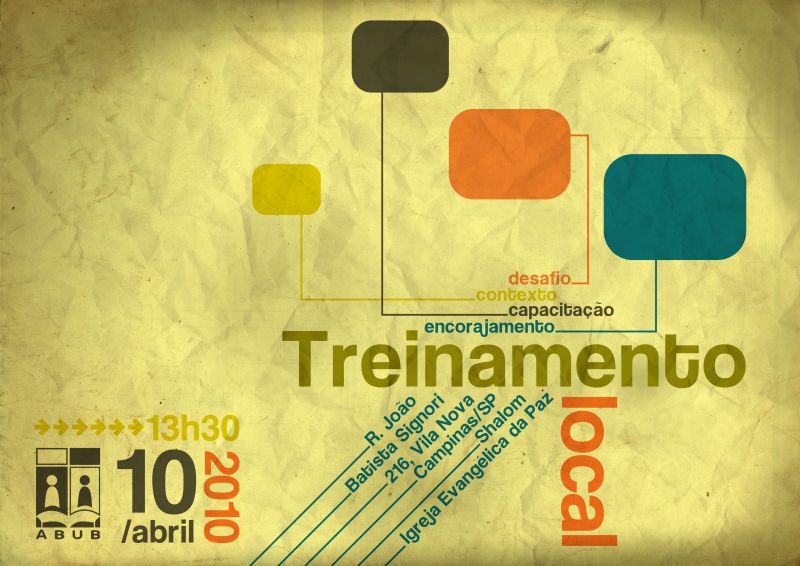 desafio
contexto
capacitação
encorajamento
Treinamento
local
R. João
Batista Signori
216, Vila Nova
Campinas/SP
Shalom
Igreja Evangélica da Paz
13h30
10
/abril
2010
ABUB